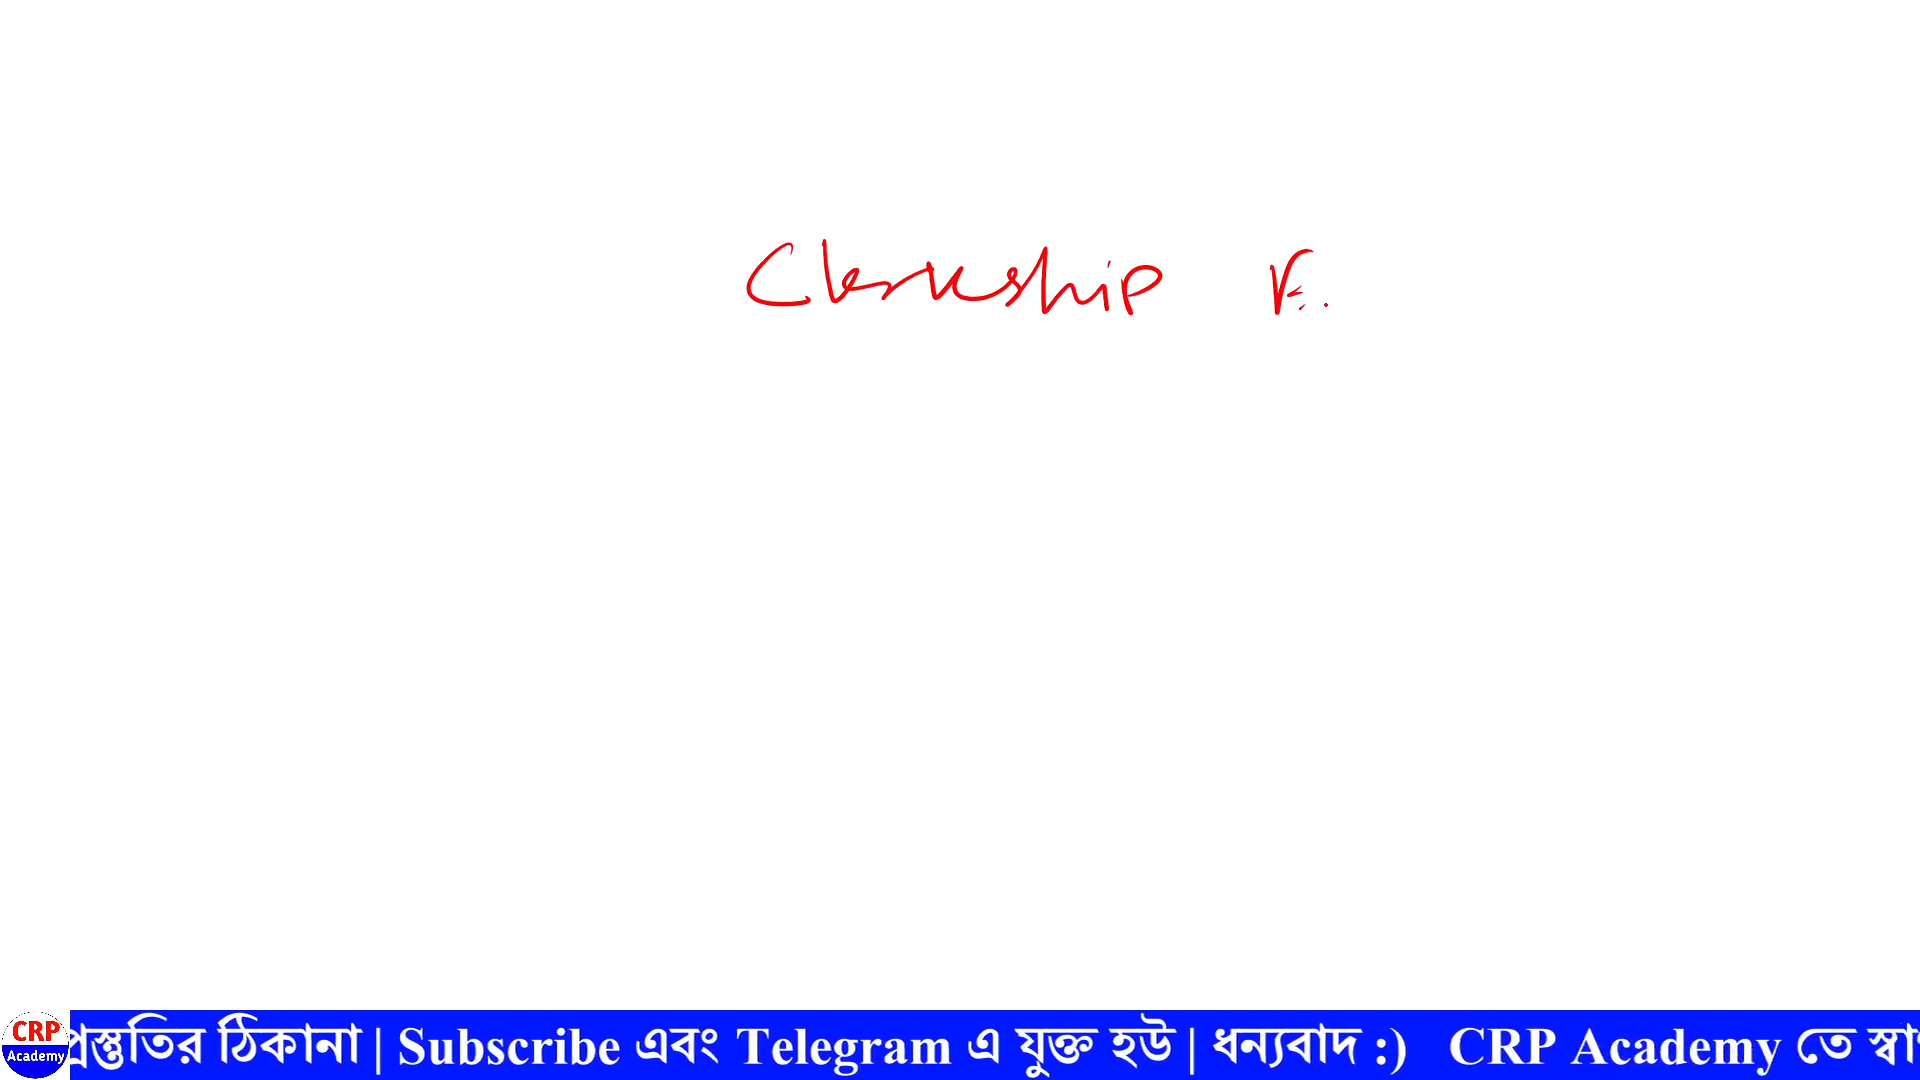 Clerkship
CRP
Academy
প্রস্তুতির ঠিকানা | Subscribe এবং Telegram এ যুক্ত হউ | ধন্যবাদ :) CRP Academy তে